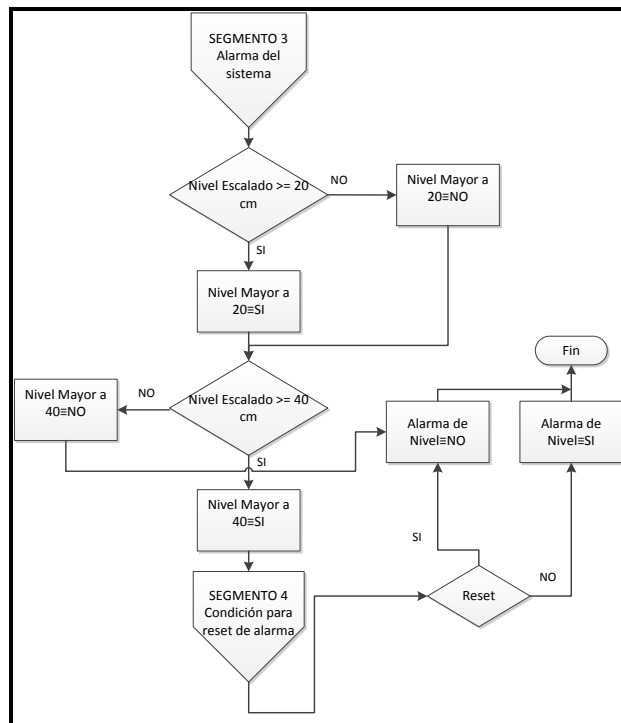 SEGMENTO 3
Alarma del
sistema
Nivel Escalado >= 20
cm
NO
Nivel Mayor a
20≡NO
SI
Nivel Mayor a
20≡SI
Fin
Nivel Escalado >= 40
cm
NO
Nivel Mayor a
40≡NO
Alarma de
Nivel≡NO
Alarma de
Nivel≡SI
SI
Nivel Mayor a
40≡SI
SI
NO
SEGMENTO 4
Condición para
reset de alarma
Reset